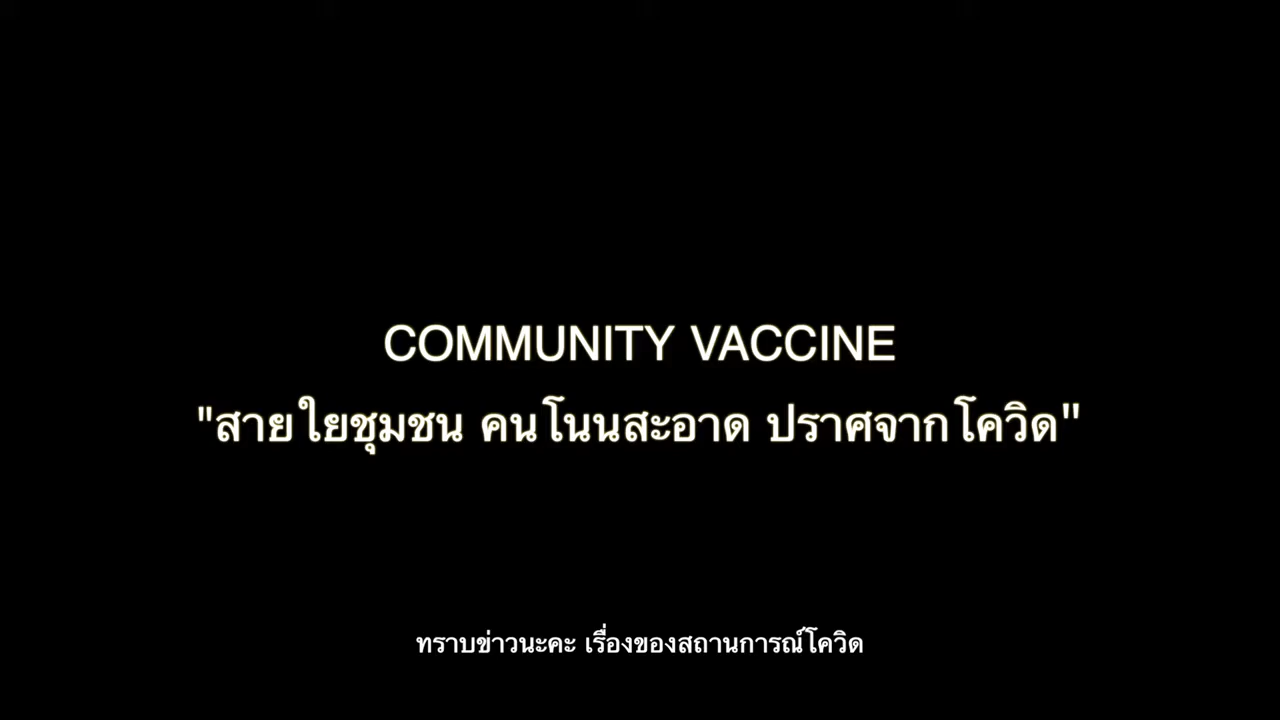 COMMUNITY VACCINE
"สายใยชุมชน คนโนนสะอาด ปราศจากโควิด"
ทราบข่าวนะคะ เรื่องของสถานการณ์โควิด